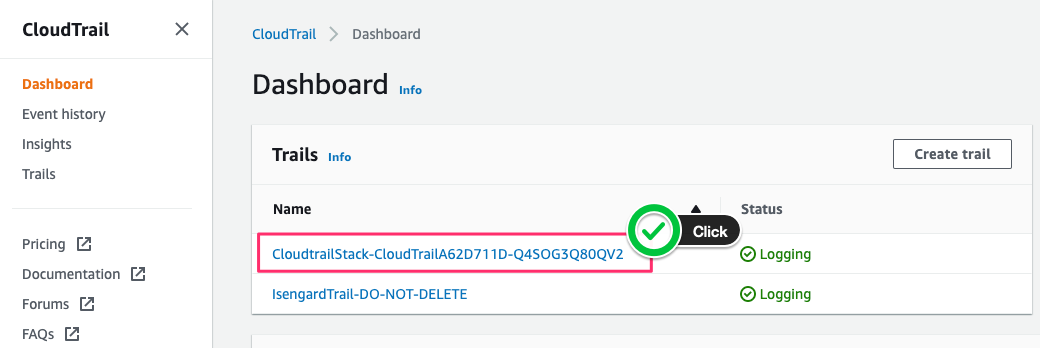 CloudTrail
Dashboard
Event history
Insights
Trails
Pricing
Documentation
Forums
FAQs
CloudTrail > Dashboard
Dashboard Info
Trails Info
Create trail
Name
Status
Click
CloudtrailStack-CloudTrailA62D711D-Q4SOG3Q80QV2
Logging
IsengardTrail-DO-NOT-DELETE
Logging